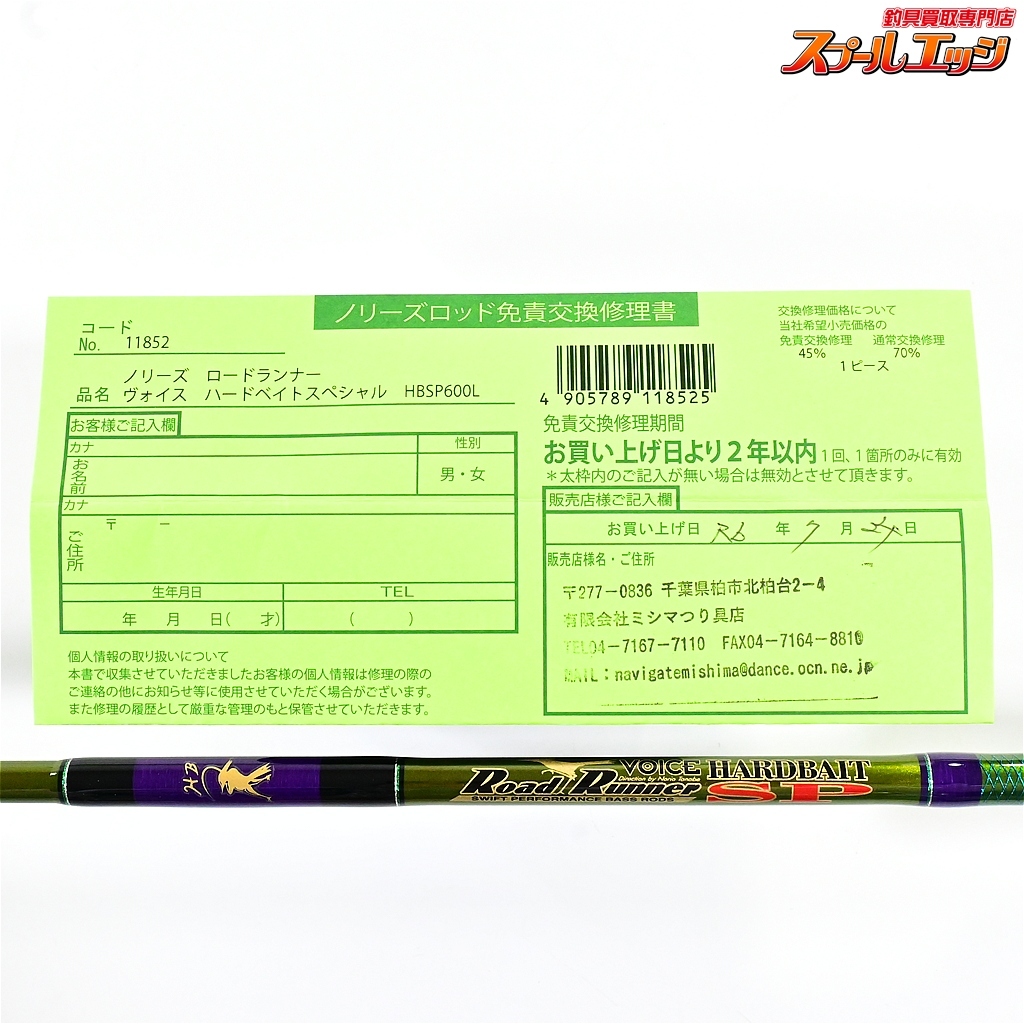 釣具買取専門店
スプールエッジ
ノリーズロッド免責交換修理書
コード
No. 11852
ノリーズ ロードランナー
品名 ヴォイス ハードベイトスペシャル HBSP600L
交換修理価格について
当社希望小売価格の
免責交換修理 通常交換修理
45% 70%
1ピース
4 905789 118525
免責交換修理期間
お買い上げ日より2年以内 1回、1箇所のみに有効
＊太枠内のご記入が無い場合は無効とさせて頂きます。
お客様ご記入欄
カナ 性別
お名前 男・女
カナ
〒 －
ご住所
生年月日 TEL
年 月 日( 才) ( )
販売店様ご記入欄
お買い上げ日 R6 年 7 月 日
販売店様名・ご住所
〒277-0836 千葉県柏市北柏台2-4
有限会社ミシマつり具店
TEL04-7167-7110 FAX04-7164-8810
MAIL：navigatemishima@dance.ocn.ne.jp
個人情報の取り扱いについて
本書で収集させていただきましたお客様の個人情報は修理の際の
ご連絡の他にお知らせ等に使用させていただく場合がございます。
また修理の履歴として厳重な管理のもと保管させていただきます。
HB
VOICE HARDBAIT
Direction by Norio Tanabe
Road Runner SP
SWIFT PERFORMANCE BASS RODS